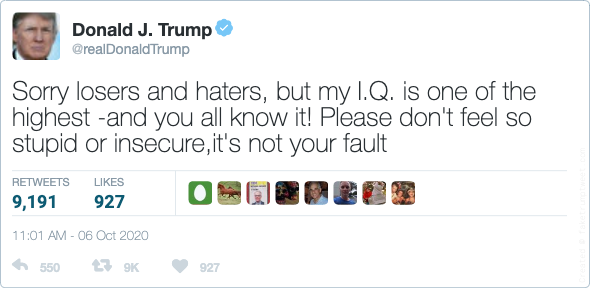 Donald J. Trump
@realDonaldTrump
Sorry losers and haters, but my I.Q. is one of the
highest -and you all know it! Please don't feel so
stupid or insecure,it's not your fault
RETWEETS LIKES
9,191 927
11:01 AM - 06 Oct 2020
550 9K 927